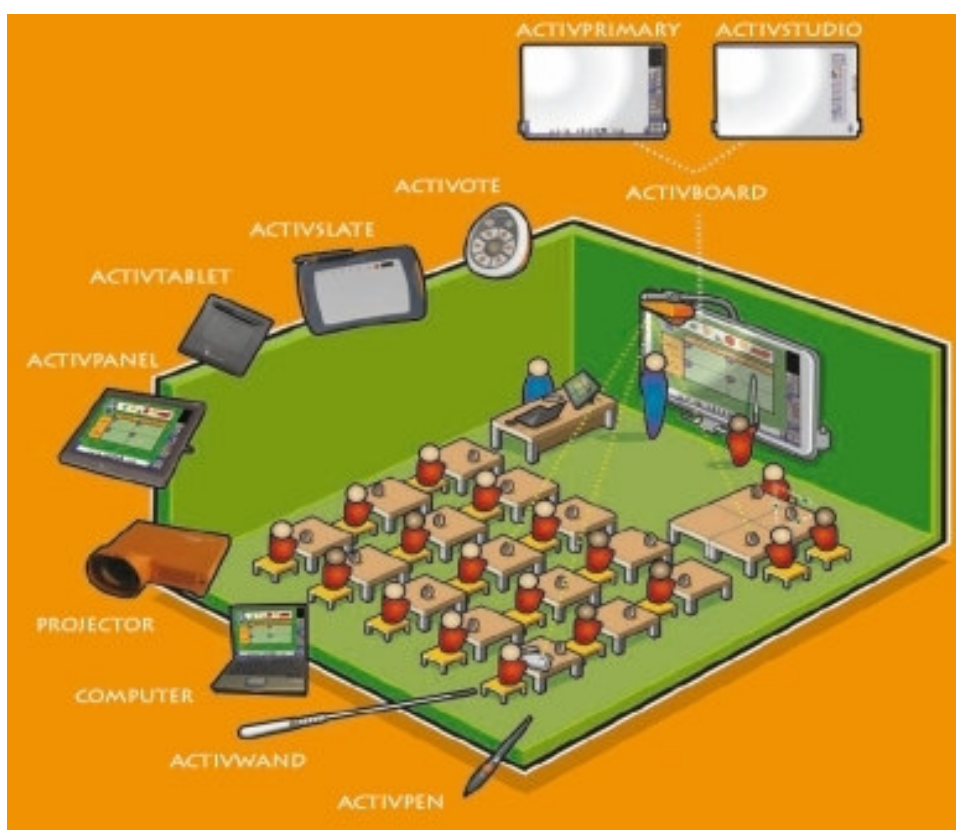 ACTIVPRIMARY
ACTIVSTUDIO
ACTIVOTE
ACTIVBOARD
ACTIVSLATE
ACTIVTABLET
ACTIVPANEL
PROJECTOR
COMPUTER
ACTIVWAND
ACTIVPEN